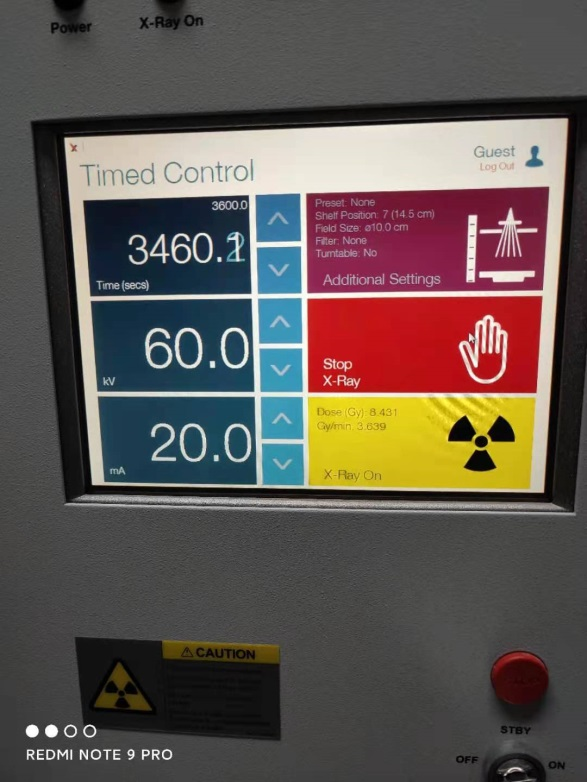 Power
X-Ray On
Timed Control
Guest
Log Out
3600.0
Time (secs)
Preset: None
Shelf Position: 7 (14.5 cm)
Field Size: ø10.0 cm
Filter: None
Turntable: No
Additional Settings
60.0
kV
Stop
X-Ray
20.0
mA
Dose (Gy): 8.431
Gy/min, 3.639
X-Ray On
CAUTION
STBY
OFF
ON
REDMI NOTE 9 PRO